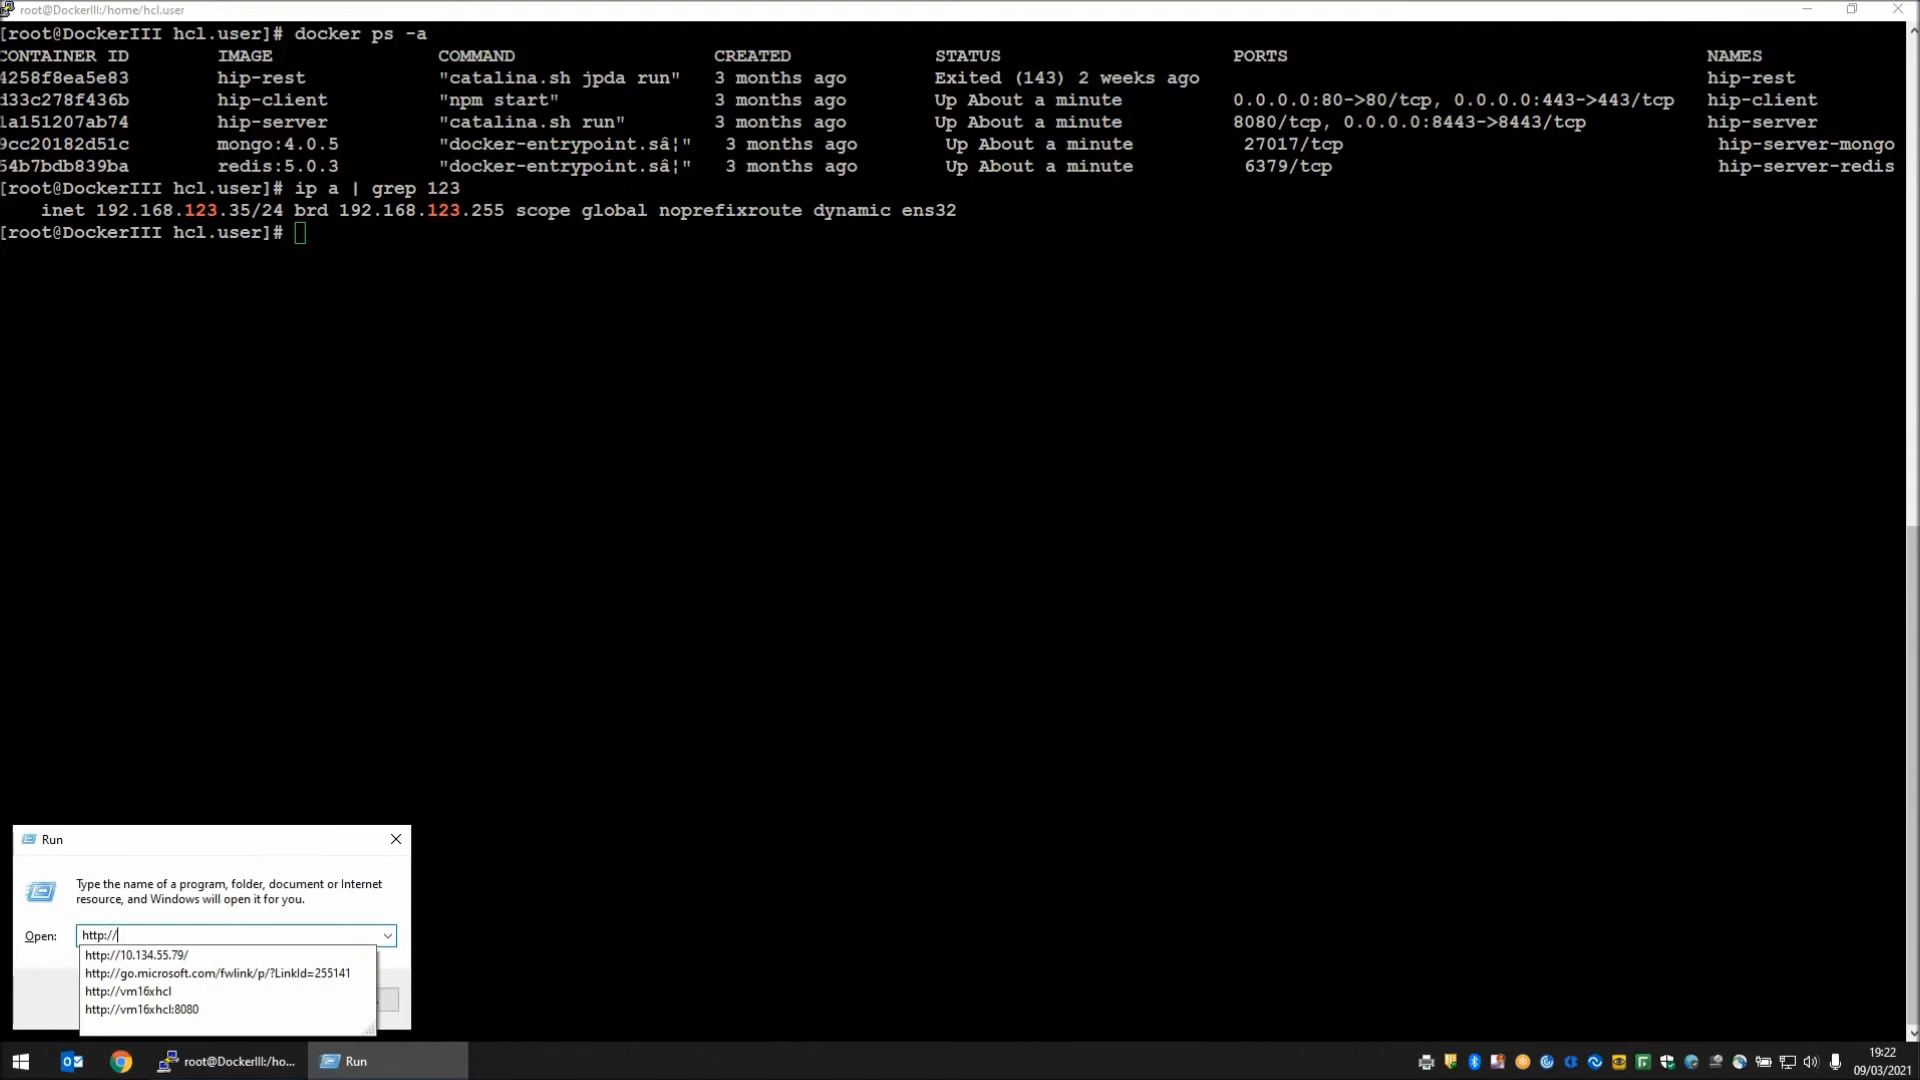 root@DockerIII:/home/hcl.user
[root@DockerIII hcl.user]# docker ps -a
CONTAINER ID IMAGE COMMAND CREATED STATUS PORTS NAMES
4258f8ea5e83 hip-rest "catalina.sh jpda run" 3 months ago Exited (143) 2 weeks ago hip-rest
d33c278f436b hip-client "npm start" 3 months ago Up About a minute 0.0.0.0:80->80/tcp, 0.0.0.0:443->443/tcp hip-client
1a151207ab74 hip-server "catalina.sh run" 3 months ago Up About a minute 8080/tcp, 0.0.0.0:8443->8443/tcp hip-server
9cc20182d51c mongo:4.0.5 "docker-entrypoint.sâ¦" 3 months ago Up About a minute 27017/tcp hip-server-mongo
54b7bdb839ba redis:5.0.3 "docker-entrypoint.sâ¦" 3 months ago Up About a minute 6379/tcp hip-server-redis
[root@DockerIII hcl.user]# ip a | grep 123
inet 192.168.123.35/24 brd 192.168.123.255 scope global noprefixroute dynamic ens32
[root@DockerIII hcl.user]#
Run
Type the name of a program, folder, document or Internet
resource, and Windows will open it for you.
Open: http://
http://10.134.55.79/
http://go.microsoft.com/fwlink/p/?LinkId=255141
http://vm16xhcl
http://vm16xhcl:8080
root@DockerIII:/ho...
Run
19:22
09/03/2021